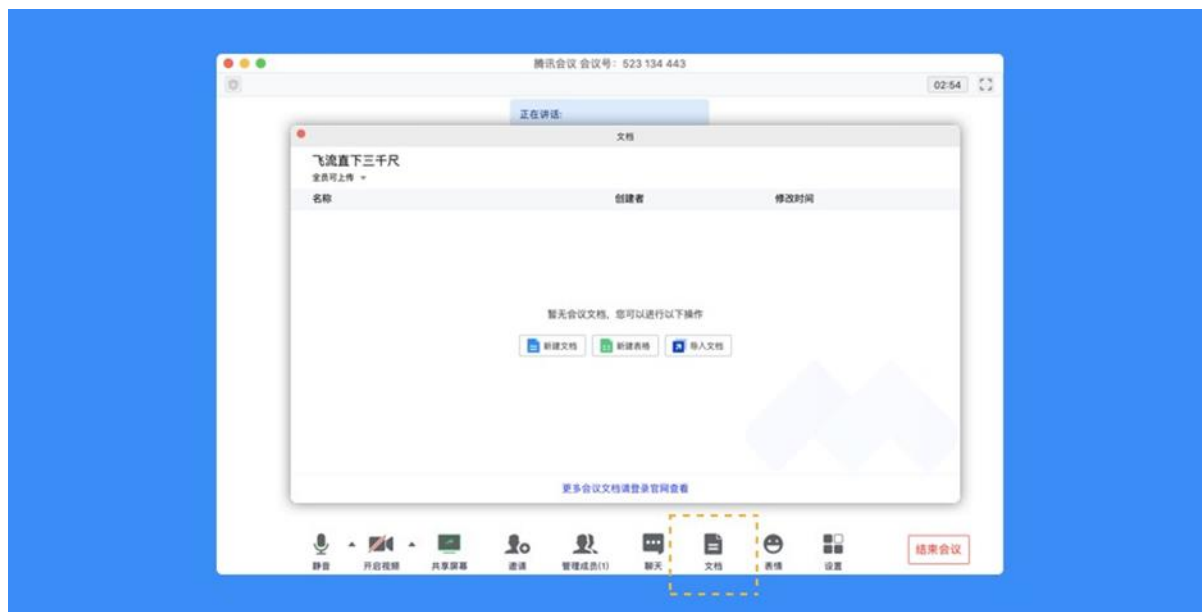 腾讯会议 会议号：523 134 443
02:54
正在讲话:
文档
飞流直下三千尺
全员可上传
名称 创建者 修改时间
暂无会议文档，您可以进行以下操作
新建文档 新建表格 导入文档
更多会议文档请登录官网查看
静音 开启视频 共享屏幕 邀请 管理成员(1) 聊天 文档 表情 设置 结束会议